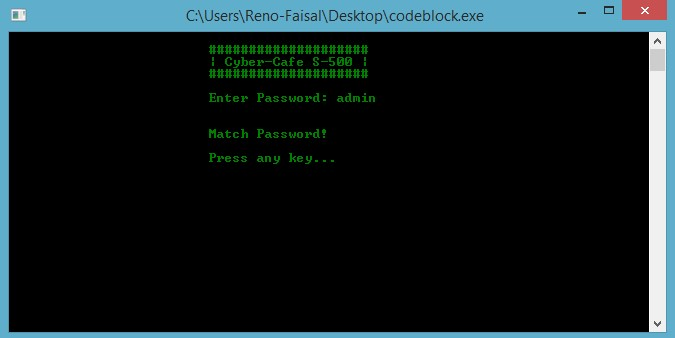 C:\Users\Reno-Faisal\Desktop\codeblock.exe
####################
¦ Cyber-Cafe S-500 ¦
####################
Enter Password: admin
Match Password!
Press any key...